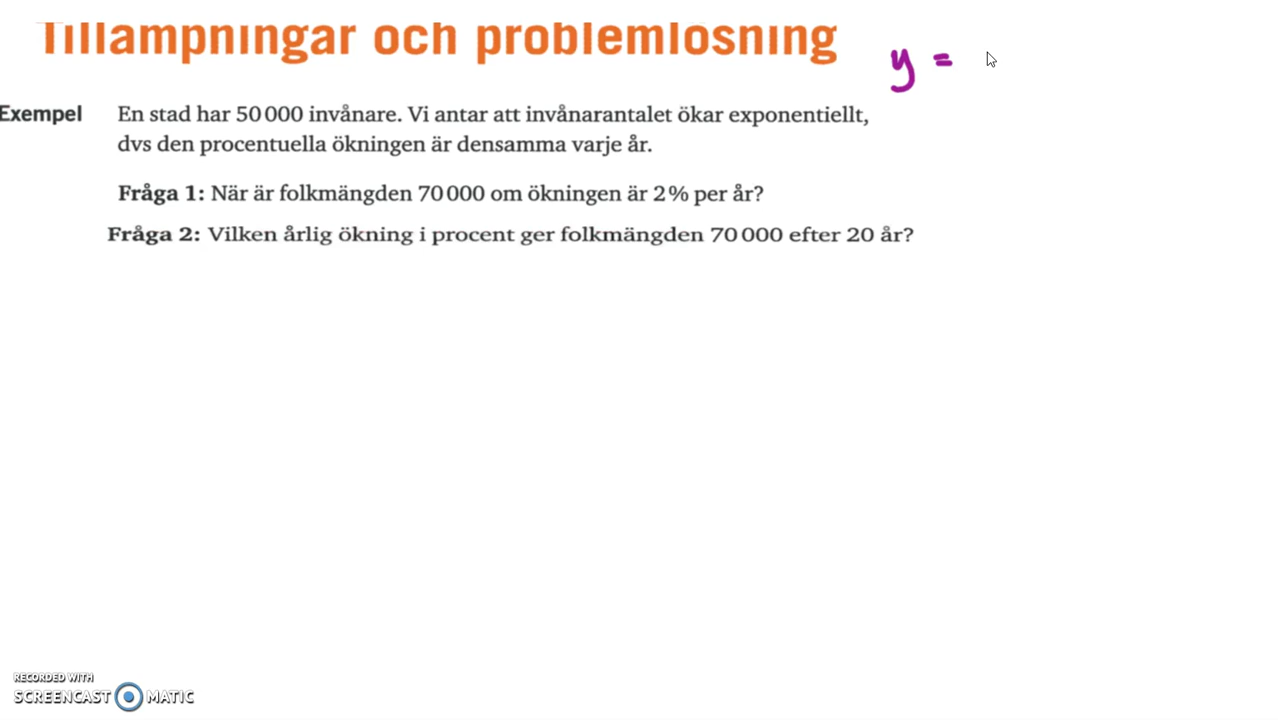 Tillämpningar och problemlösning
y =
Exempel En stad har 50 000 invånare. Vi antar att invånarantalet ökar exponentiellt,
dvs den procentuella ökningen är densamma varje år.
Fråga 1: När är folkmängden 70 000 om ökningen är 2 % per år?
Fråga 2: Vilken årlig ökning i procent ger folkmängden 70 000 efter 20 år?
RECORDED WITH
SCREENCAST MATIC